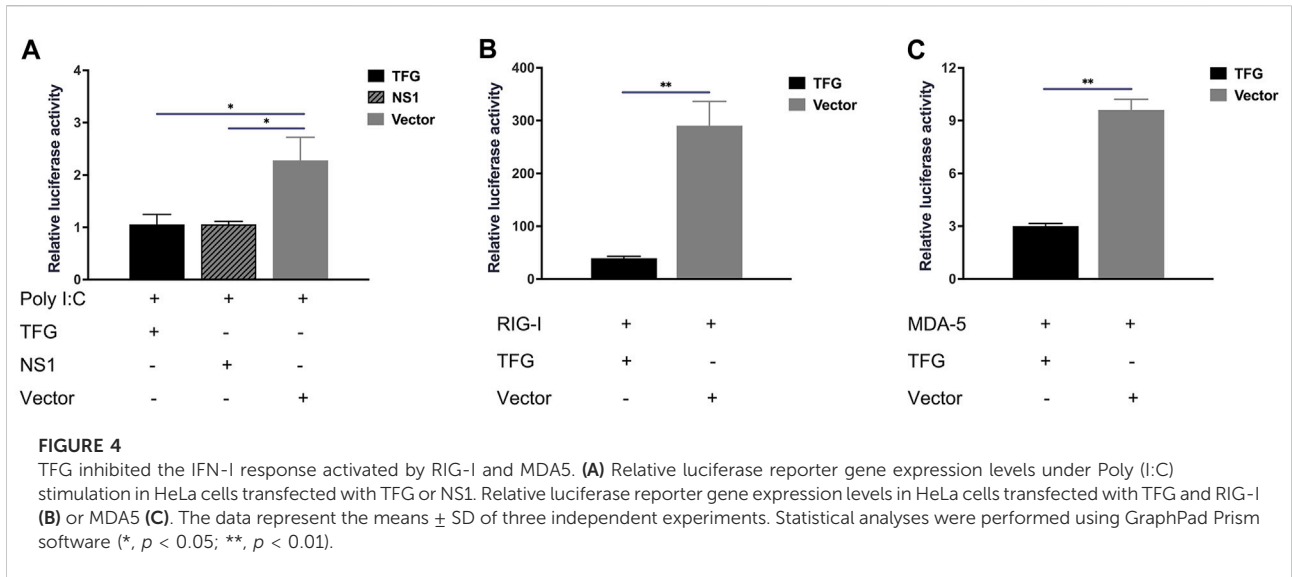 A
Relative luciferase activity
4
3
2
1
0
*
*
TFG
NS1
Vector
Poly I:C + + +
TFG + - -
NS1 - + -
Vector - - +
B
Relative luciferase activity
400
300
200
100
0
**
TFG
Vector
RIG-I + +
TFG + -
Vector - +
C
Relative luciferase activity
12
9
6
3
0
**
TFG
Vector
MDA-5 + +
TFG + -
Vector - +
FIGURE 4
TFG inhibited the IFN-I response activated by RIG-I and MDA5. (A) Relative luciferase reporter gene expression levels under Poly (I:C)
stimulation in HeLa cells transfected with TFG or NS1. Relative luciferase reporter gene expression levels in HeLa cells transfected with TFG and RIG-I
(B) or MDA5 (C). The data represent the means ± SD of three independent experiments. Statistical analyses were performed using GraphPad Prism
software (*, p < 0.05; **, p < 0.01).